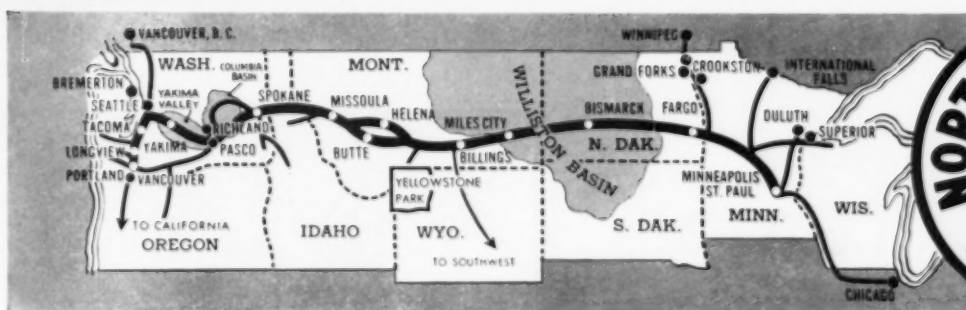 VANCOUVER, B. C.
WASH.
COLUMBIA
BASIN
BREMERTON
SEATTLE
YAKIMA
VALLEY
TACOMA
RICHLAND
LONGVIEW
YAKIMA
PASCO
PORTLAND
VANCOUVER
TO CALIFORNIA
OREGON
SPOKANE
MONT.
MISSOULA
HELENA
BUTTE
MILES CITY
BILLINGS
YELLOWSTONE
PARK
IDAHO
WYO.
TO SOUTHWEST
WILLISTON BASIN
WINNIPEG
GRAND FORKS
CROOKSTON
INTERNATIONAL
FALLS
BISMARCK
FARGO
N. DAK.
DULUTH
SUPERIOR
MINNEAPOLIS
ST. PAUL
S. DAK.
MINN.
WIS.
CHICAGO
NORT